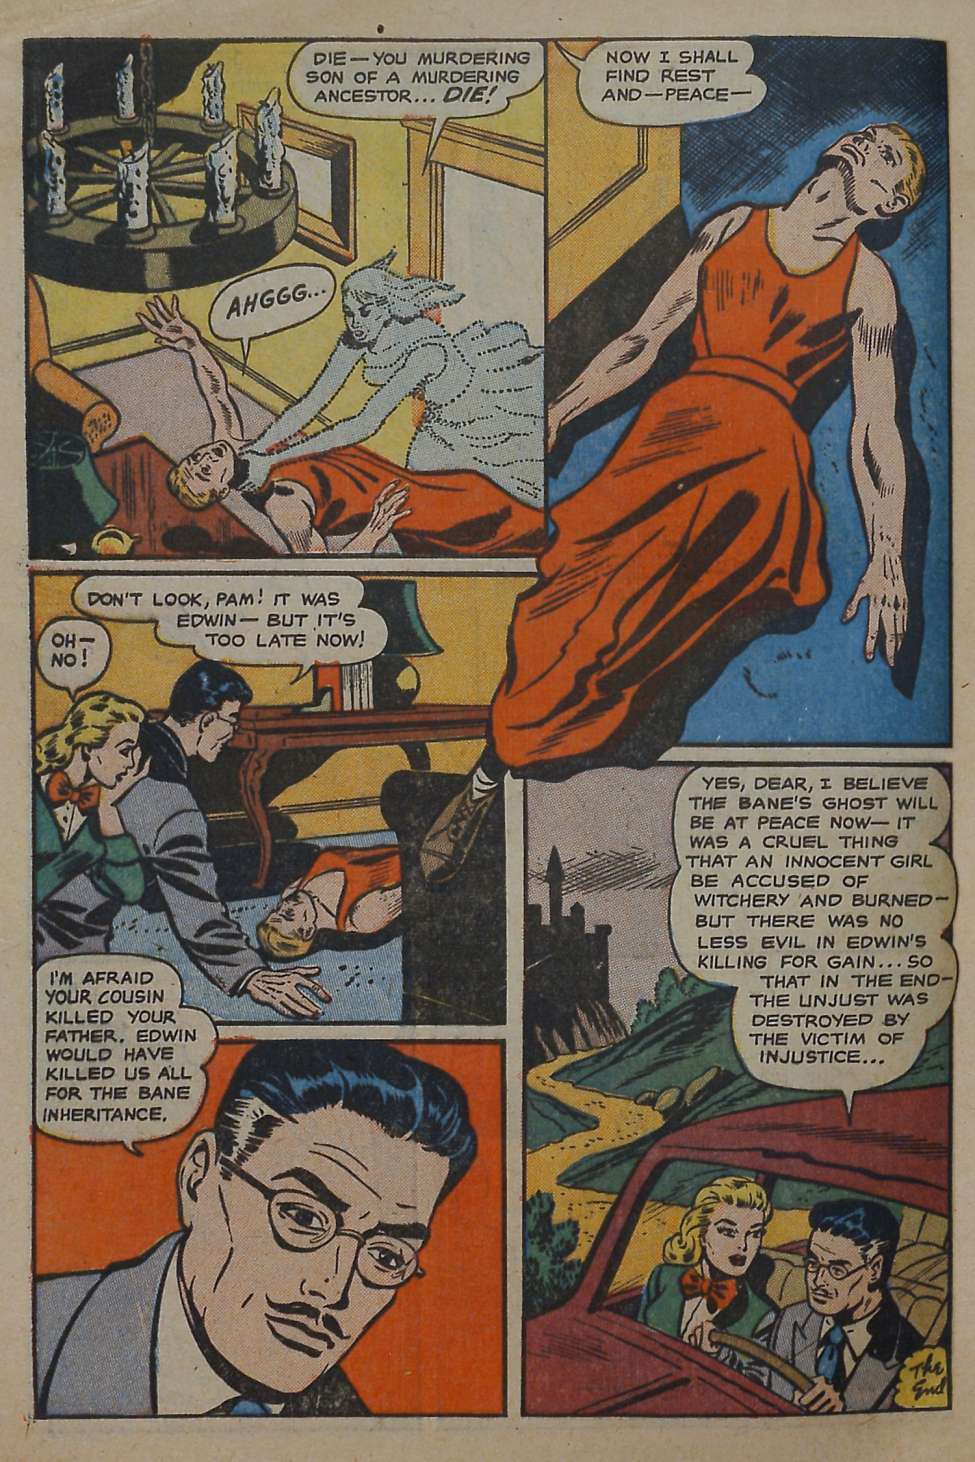 DIE—YOU MURDERING
SON OF A MURDERING
ANCESTOR... DIE!
AHGGG...
NOW I SHALL
FIND REST
AND—PEACE—
DON'T LOOK, PAM! IT WAS
EDWIN— BUT IT'S
TOO LATE NOW!
OH—
NO!
I'M AFRAID
YOUR COUSIN
KILLED YOUR
FATHER. EDWIN
WOULD HAVE
KILLED US ALL
FOR THE BANE
INHERITANCE.
YES, DEAR, I BELIEVE
THE BANE'S GHOST WILL
BE AT PEACE NOW— IT
WAS A CRUEL THING
THAT AN INNOCENT GIRL
BE ACCUSED OF
WITCHERY AND BURNED—
BUT THERE WAS NO
LESS EVIL IN EDWIN'S
KILLING FOR GAIN...SO
THAT IN THE END—
THE UNJUST WAS
DESTROYED BY
THE VICTIM OF
INJUSTICE...
The
End